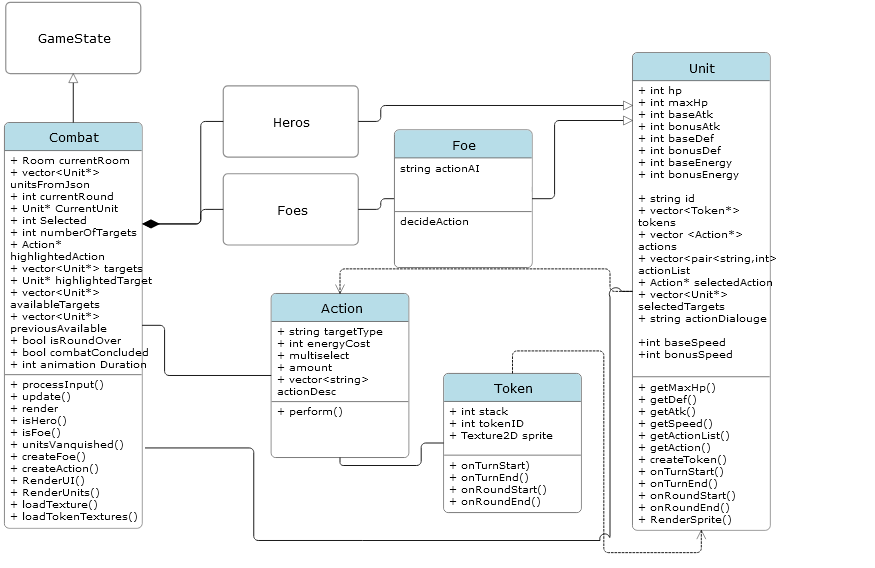 GameState
Combat
+ Room currentRoom
+ vector<Unit*>
unitsFromJson
+ int currentRound
+ Unit* CurrentUnit
+ int Selected
+ int numberOfTargets
+ Action*
highlightedAction
+ vector<Unit*> targets
+ Unit* highlightedTarget
+ vector<Unit*>
availableTargets
+ vector<Unit*>
previousAvailable
+ bool isRoundOver
+ bool combatConcluded
+ int animation Duration
+ processInput()
+ update()
+ render
+ isHero()
+ isFoe()
+ unitsVanquished()
+ createFoe()
+ createAction()
+ RenderUI()
+ RenderUnits()
+ loadTexture()
+ loadTokenTextures()
Heros
Foes
Foe
string actionAI
decideAction
Action
+ string targetType
+ int energyCost
+ multiselect
+ amount
+ vector<string>
actionDesc
+ perform()
Token
+ int stack
+ int tokenID
+ Texture2D sprite
+ onTurnStart)
+ onTurnEnd()
+ onRoundStart()
+ onRoundEnd()
Unit
+ int hp
+ int maxHp
+ int baseAtk
+ int bonusAtk
+ int baseDef
+ int bonusDef
+ int baseEnergy
+ int bonusEnergy
+ string id
+ vector<Token*>
tokens
+ vector <Action*>
actions
+ vector<pair<string,int>
actionList
+ Action* selectedAction
+ vector<Unit*>
selectedTargets
+ string actionDialouge
+int baseSpeed
+int bonusSpeed
+ getMaxHp()
+ getDef()
+ getAtk()
+ getSpeed()
+ getActionList()
+ getAction()
+ createToken()
+ onTurnStart()
+ onTurnEnd()
+ onRoundStart()
+ onRoundEnd()
+ RenderSprite()